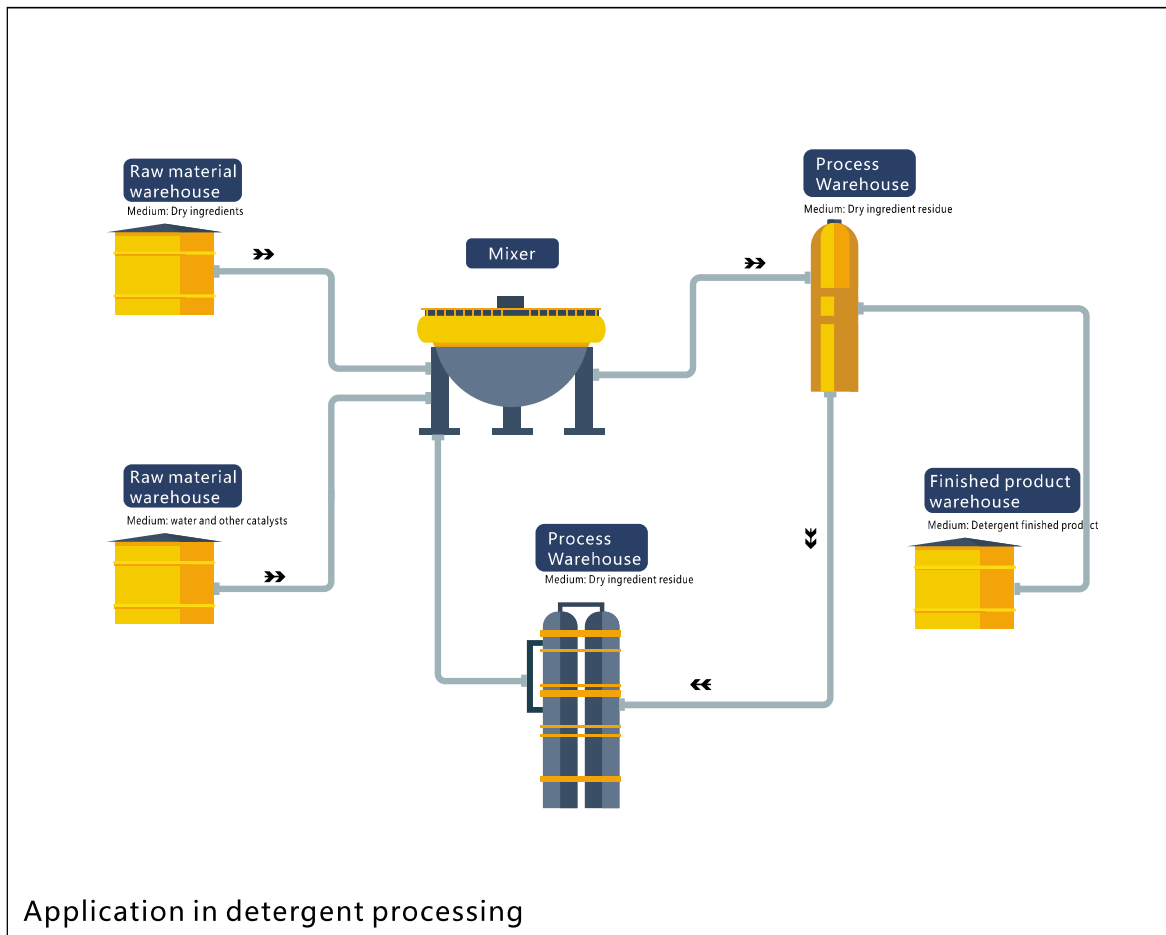 Raw material
warehouse
Medium: Dry ingredients
Process
Warehouse
Medium: Dry ingredient residue
Mixer
Raw material
warehouse
Medium: water and other catalysts
Finished product
warehouse
Medium: Detergent finished product
Process
Warehouse
Medium: Dry ingredient residue
Application in detergent processing